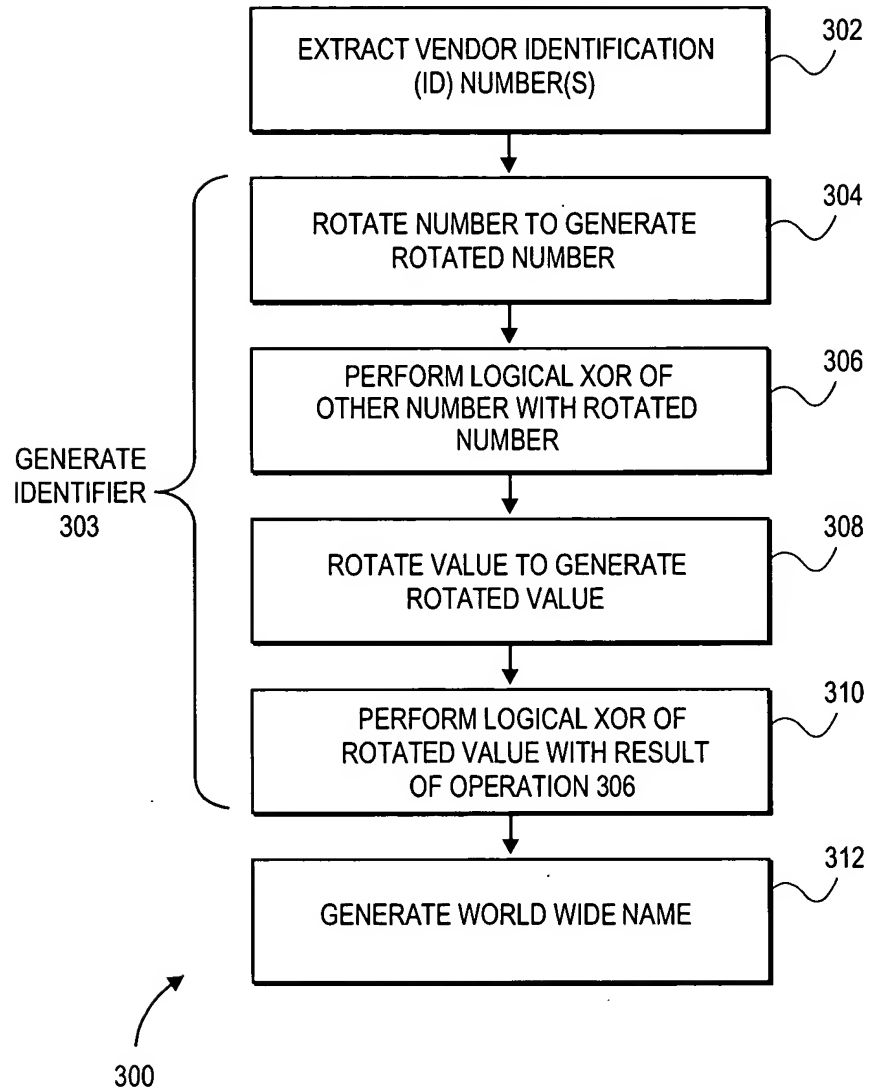 EXTRACT VENDOR IDENTIFICATION
(ID) NUMBER(S)
302
ROTATE NUMBER TO GENERATE
ROTATED NUMBER
304
PERFORM LOGICAL XOR OF
OTHER NUMBER WITH ROTATED
NUMBER
306
GENERATE
IDENTIFIER
303
ROTATE VALUE TO GENERATE
ROTATED VALUE
308
PERFORM LOGICAL XOR OF
ROTATED VALUE WITH RESULT
OF OPERATION 306
310
GENERATE WORLD WIDE NAME
312
300